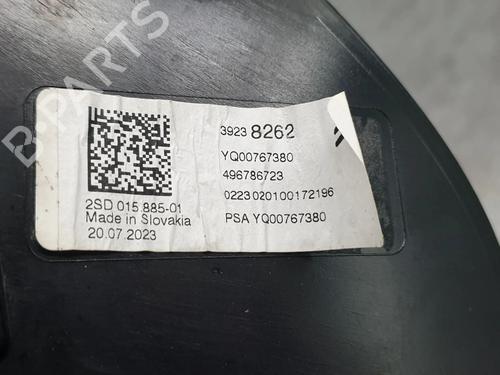 3923 8262
YQ00767380
496786723
0223020100172196
PSA YQ00767380
2SD 015 885-01
Made in Slovakia
20.07.2023
B-PARTS